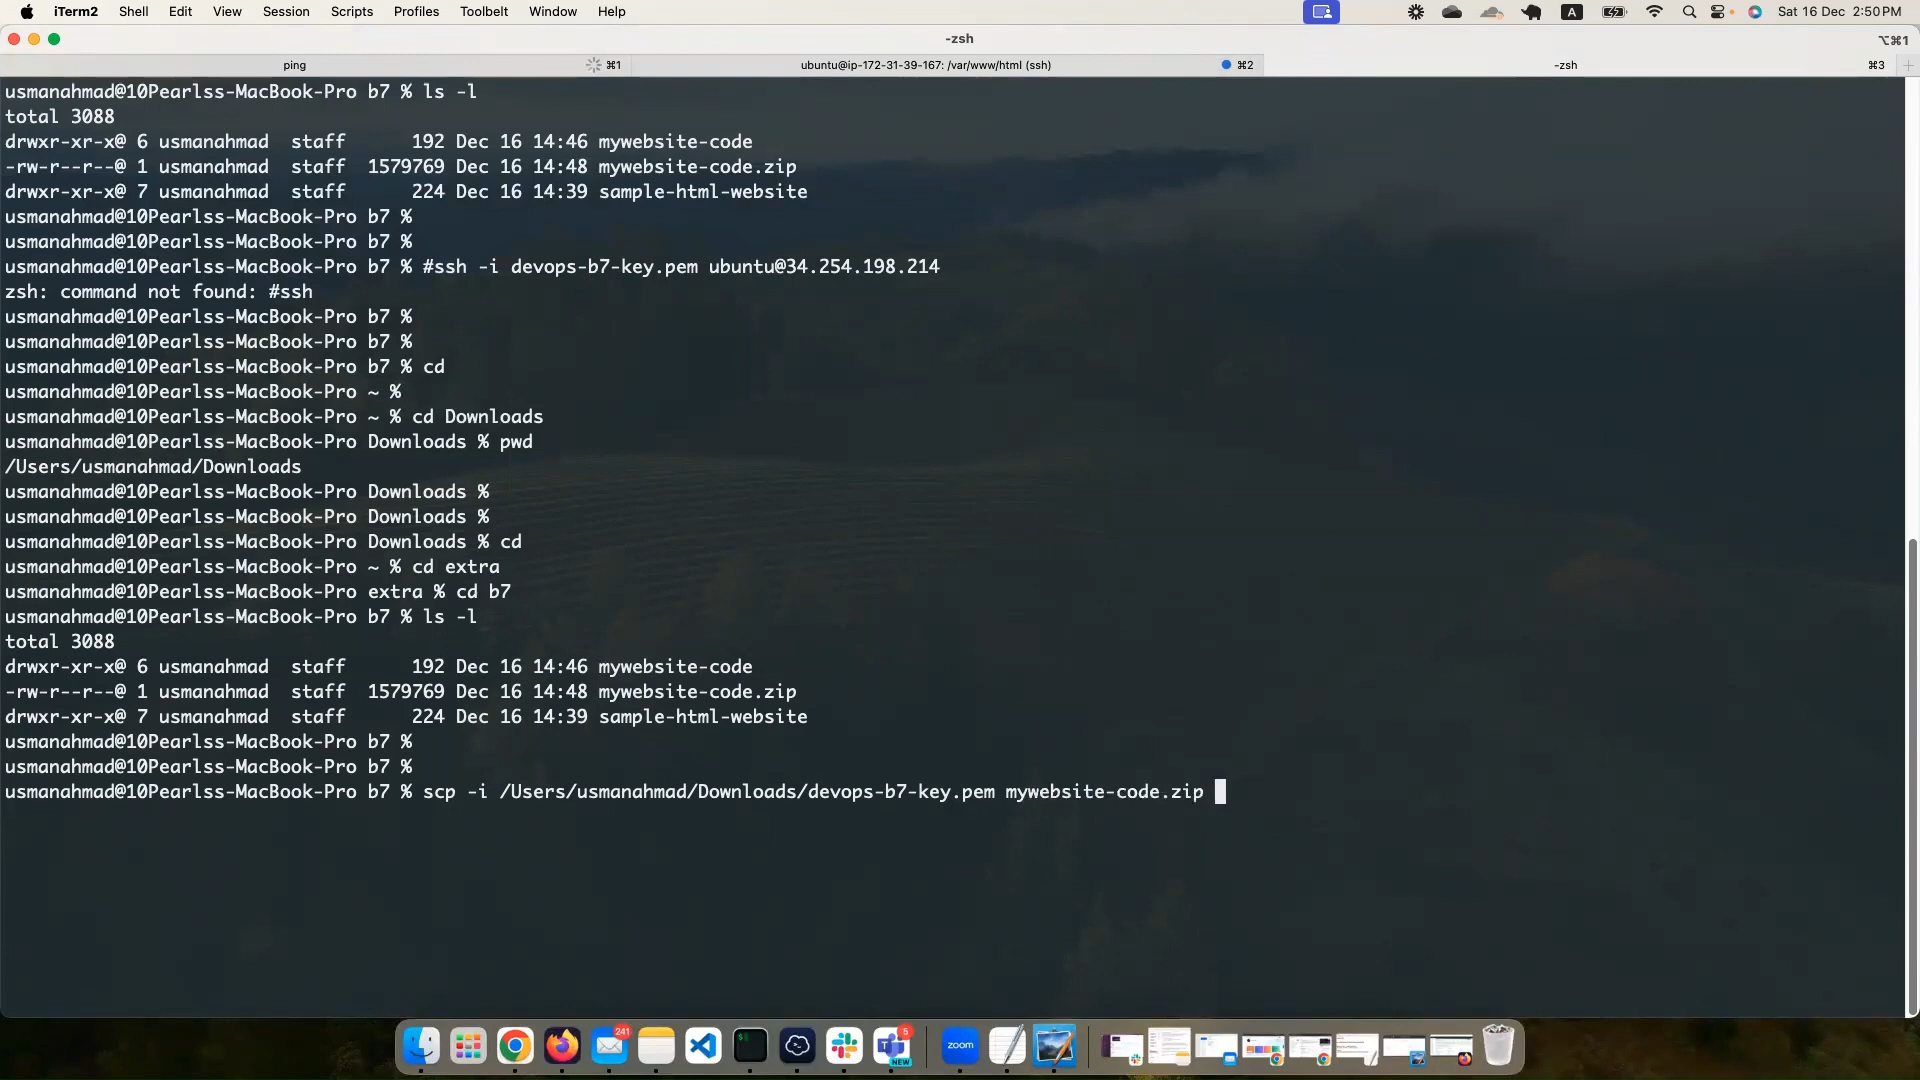 iTerm2 Shell Edit View Session Scripts Profiles Toolbelt Window Help A Sat 16 Dec 2:50 PM
-zsh ⌥⌘1
ping ⌘1 ubuntu@ip-172-31-39-167: /var/www/html (ssh) ⌘2 -zsh ⌘3
usmanahmad@10Pearlss-MacBook-Pro b7 % ls -l
total 3088
drwxr-xr-x@ 6 usmanahmad  staff      192 Dec 16 14:46 mywebsite-code
-rw-r--r--@ 1 usmanahmad  staff  1579769 Dec 16 14:48 mywebsite-code.zip
drwxr-xr-x@ 7 usmanahmad  staff      224 Dec 16 14:39 sample-html-website
usmanahmad@10Pearlss-MacBook-Pro b7 %
usmanahmad@10Pearlss-MacBook-Pro b7 %
usmanahmad@10Pearlss-MacBook-Pro b7 % #ssh -i devops-b7-key.pem ubuntu@34.254.198.214
zsh: command not found: #ssh
usmanahmad@10Pearlss-MacBook-Pro b7 %
usmanahmad@10Pearlss-MacBook-Pro b7 %
usmanahmad@10Pearlss-MacBook-Pro b7 % cd
usmanahmad@10Pearlss-MacBook-Pro ~ %
usmanahmad@10Pearlss-MacBook-Pro ~ % cd Downloads
usmanahmad@10Pearlss-MacBook-Pro Downloads % pwd
/Users/usmanahmad/Downloads
usmanahmad@10Pearlss-MacBook-Pro Downloads %
usmanahmad@10Pearlss-MacBook-Pro Downloads %
usmanahmad@10Pearlss-MacBook-Pro Downloads % cd
usmanahmad@10Pearlss-MacBook-Pro ~ % cd extra
usmanahmad@10Pearlss-MacBook-Pro extra % cd b7
usmanahmad@10Pearlss-MacBook-Pro b7 % ls -l
total 3088
drwxr-xr-x@ 6 usmanahmad  staff      192 Dec 16 14:46 mywebsite-code
-rw-r--r--@ 1 usmanahmad  staff  1579769 Dec 16 14:48 mywebsite-code.zip
drwxr-xr-x@ 7 usmanahmad  staff      224 Dec 16 14:39 sample-html-website
usmanahmad@10Pearlss-MacBook-Pro b7 %
usmanahmad@10Pearlss-MacBook-Pro b7 %
usmanahmad@10Pearlss-MacBook-Pro b7 % scp -i /Users/usmanahmad/Downloads/devops-b7-key.pem mywebsite-code.zip
241 5
zoom
NEW